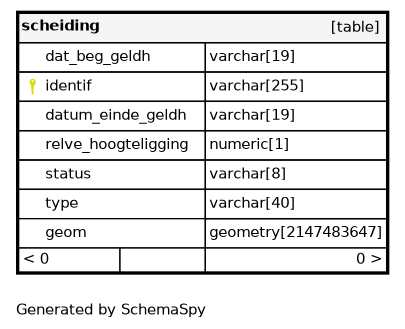 scheiding [table]
dat_beg_geldh varchar[19]
identif varchar[255]
datum_einde_geldh varchar[19]
relve_hoogteligging numeric[1]
status varchar[8]
type varchar[40]
geom geometry[2147483647]
< 0 0 >
Generated by SchemaSpy